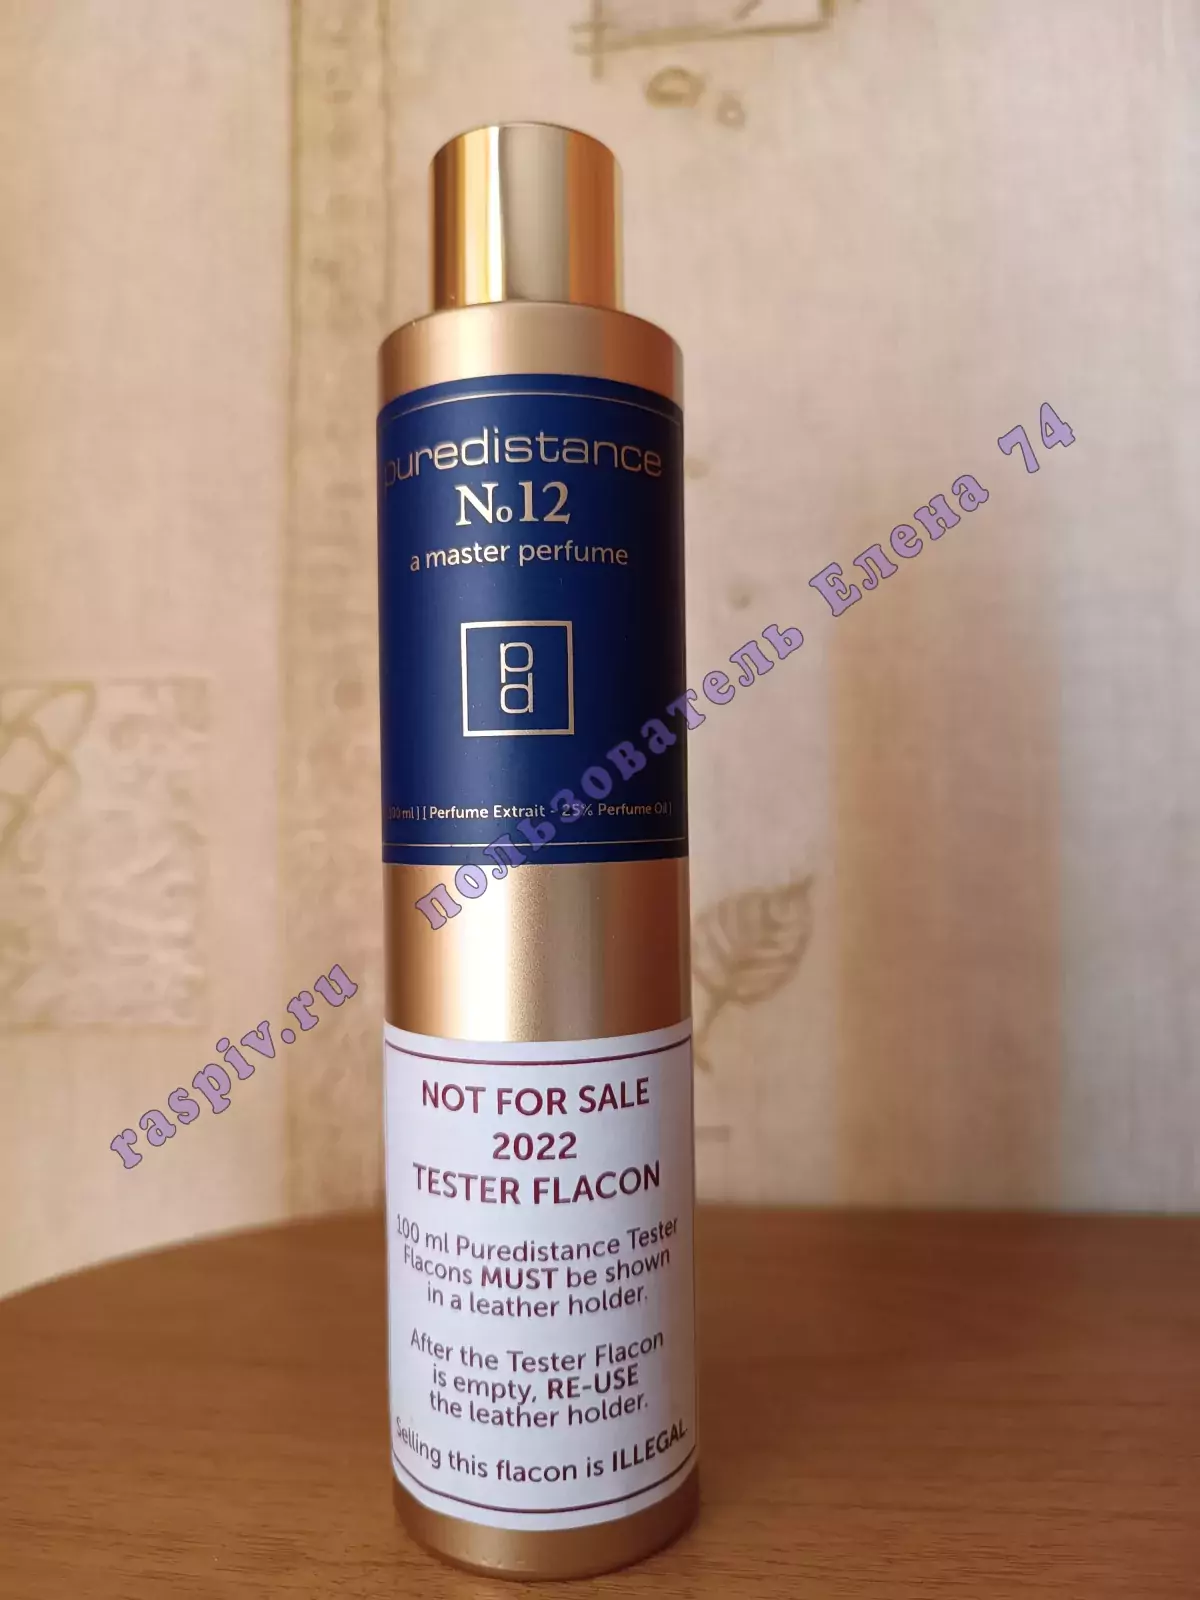 puredistance
No12
a master perfume
pd
100 ml ] [ Perfume Extrait - 25% Perfume Oil ]
NOT FOR SALE
2022
TESTER FLACON
100 ml Puredistance Tester
Flacons MUST be shown
in a leather holder.
After the Tester Flacon
is empty, RE-USE
the leather holder.
Selling this flacon is ILLEGAL.
raspiv.ru пользователь Елена 74